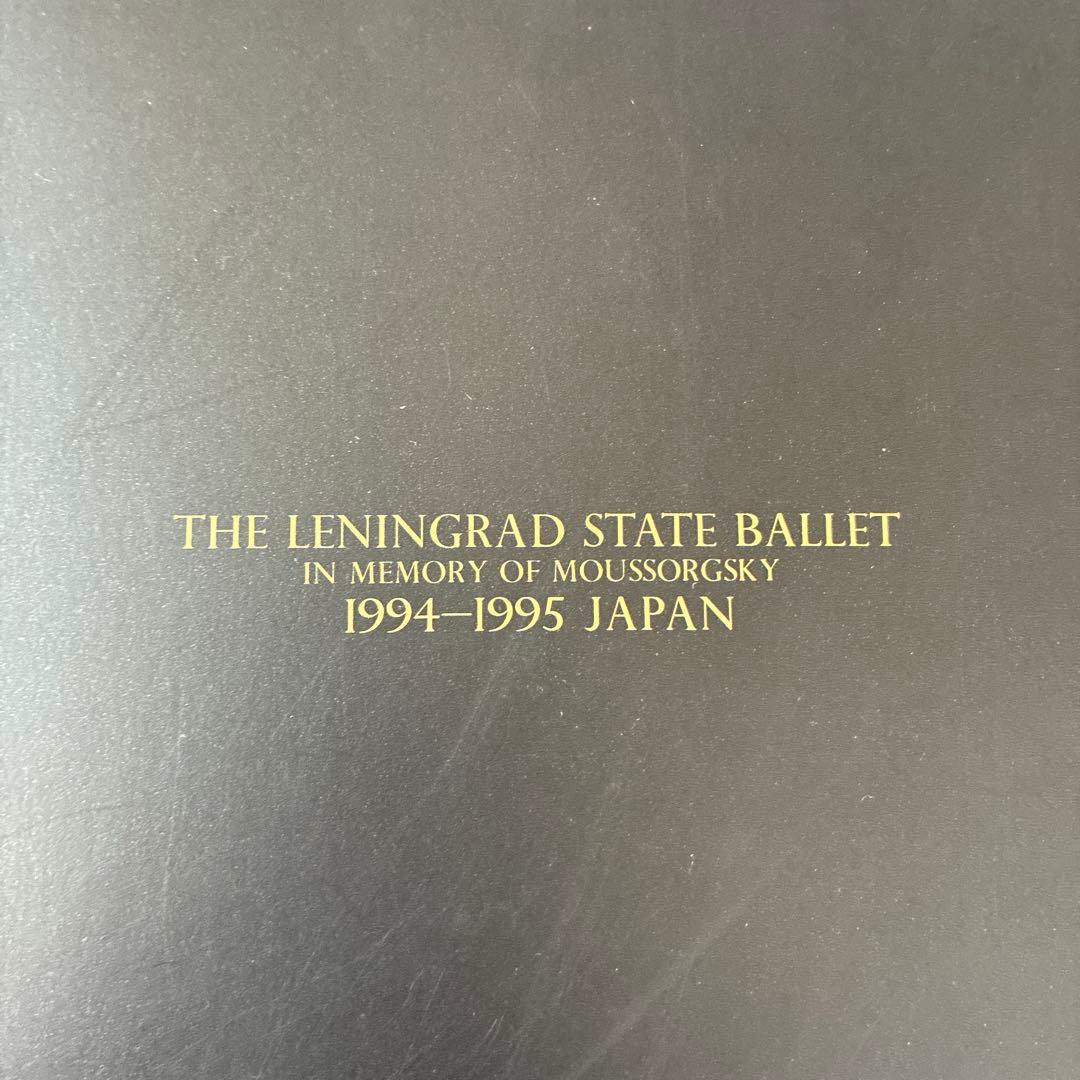 THE LENINGRAD STATE BALLET
IN MEMORY OF MOUSSORGSKY
1994–1995 JAPAN